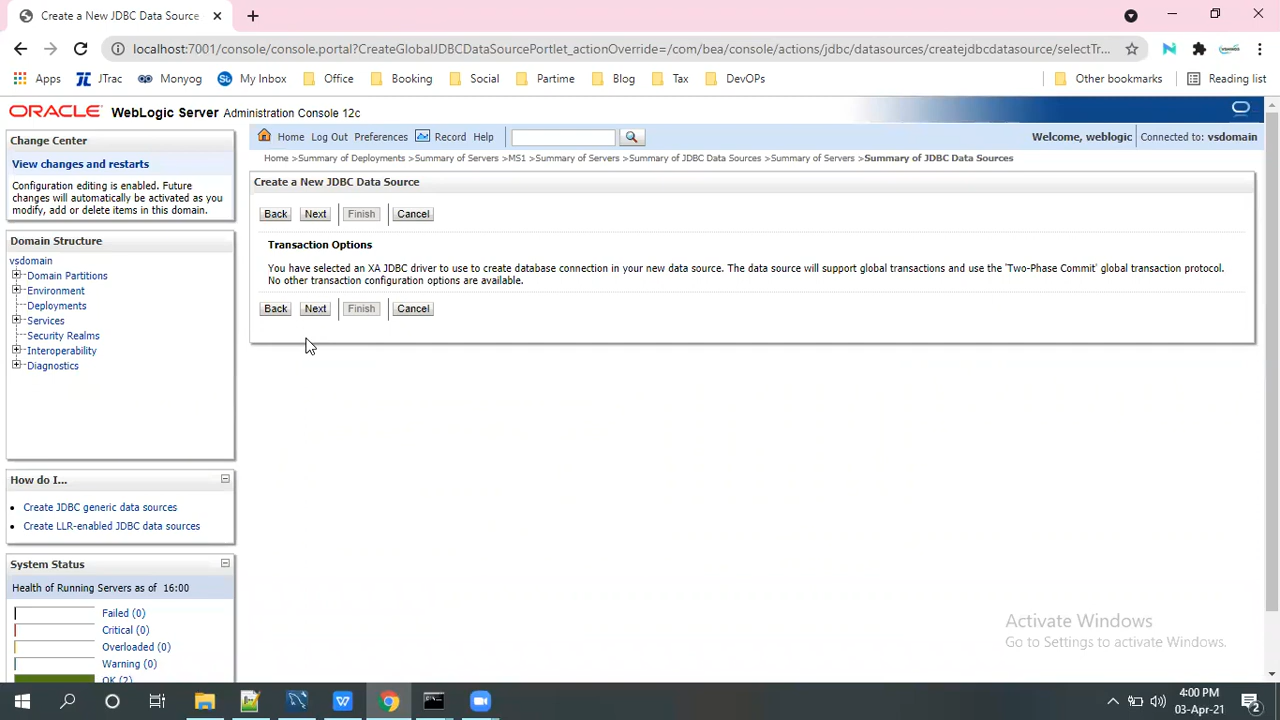 Create a New JDBC Data Source
localhost:7001/console/console.portal?CreateGlobalJDBCDataSourcePortlet_actionOverride=/com/bea/console/actions/jdbc/datasources/createjdbcdatasource/selectTr...
Apps
JTrac
Monyog
My Inbox
Office
Booking
Social
Partime
Blog
Tax
DevOPs
Other bookmarks
Reading list
ORACLE WebLogic Server Administration Console 12c
Change Center
View changes and restarts
Configuration editing is enabled. Future
changes will automatically be activated as you
modify, add or delete items in this domain.
Domain Structure
vsdomain
Domain Partitions
Environment
Deployments
Services
Security Realms
Interoperability
Diagnostics
How do I...
Create JDBC generic data sources
Create LLR-enabled JDBC data sources
System Status
Health of Running Servers as of 16:00
Failed (0)
Critical (0)
Overloaded (0)
Warning (0)
OK (2)
Home Log Out Preferences Record Help
Welcome, weblogic Connected to: vsdomain
Home >Summary of Deployments >Summary of Servers >MS1 >Summary of Servers >Summary of JDBC Data Sources >Summary of Servers >Summary of JDBC Data Sources
Create a New JDBC Data Source
Back Next Finish Cancel
Transaction Options
You have selected an XA JDBC driver to use to create database connection in your new data source. The data source will support global transactions and use the 'Two-Phase Commit' global transaction protocol.
No other transaction configuration options are available.
Back Next Finish Cancel
Activate Windows
Go to Settings to activate Windows.
4:00 PM
03-Apr-21
2